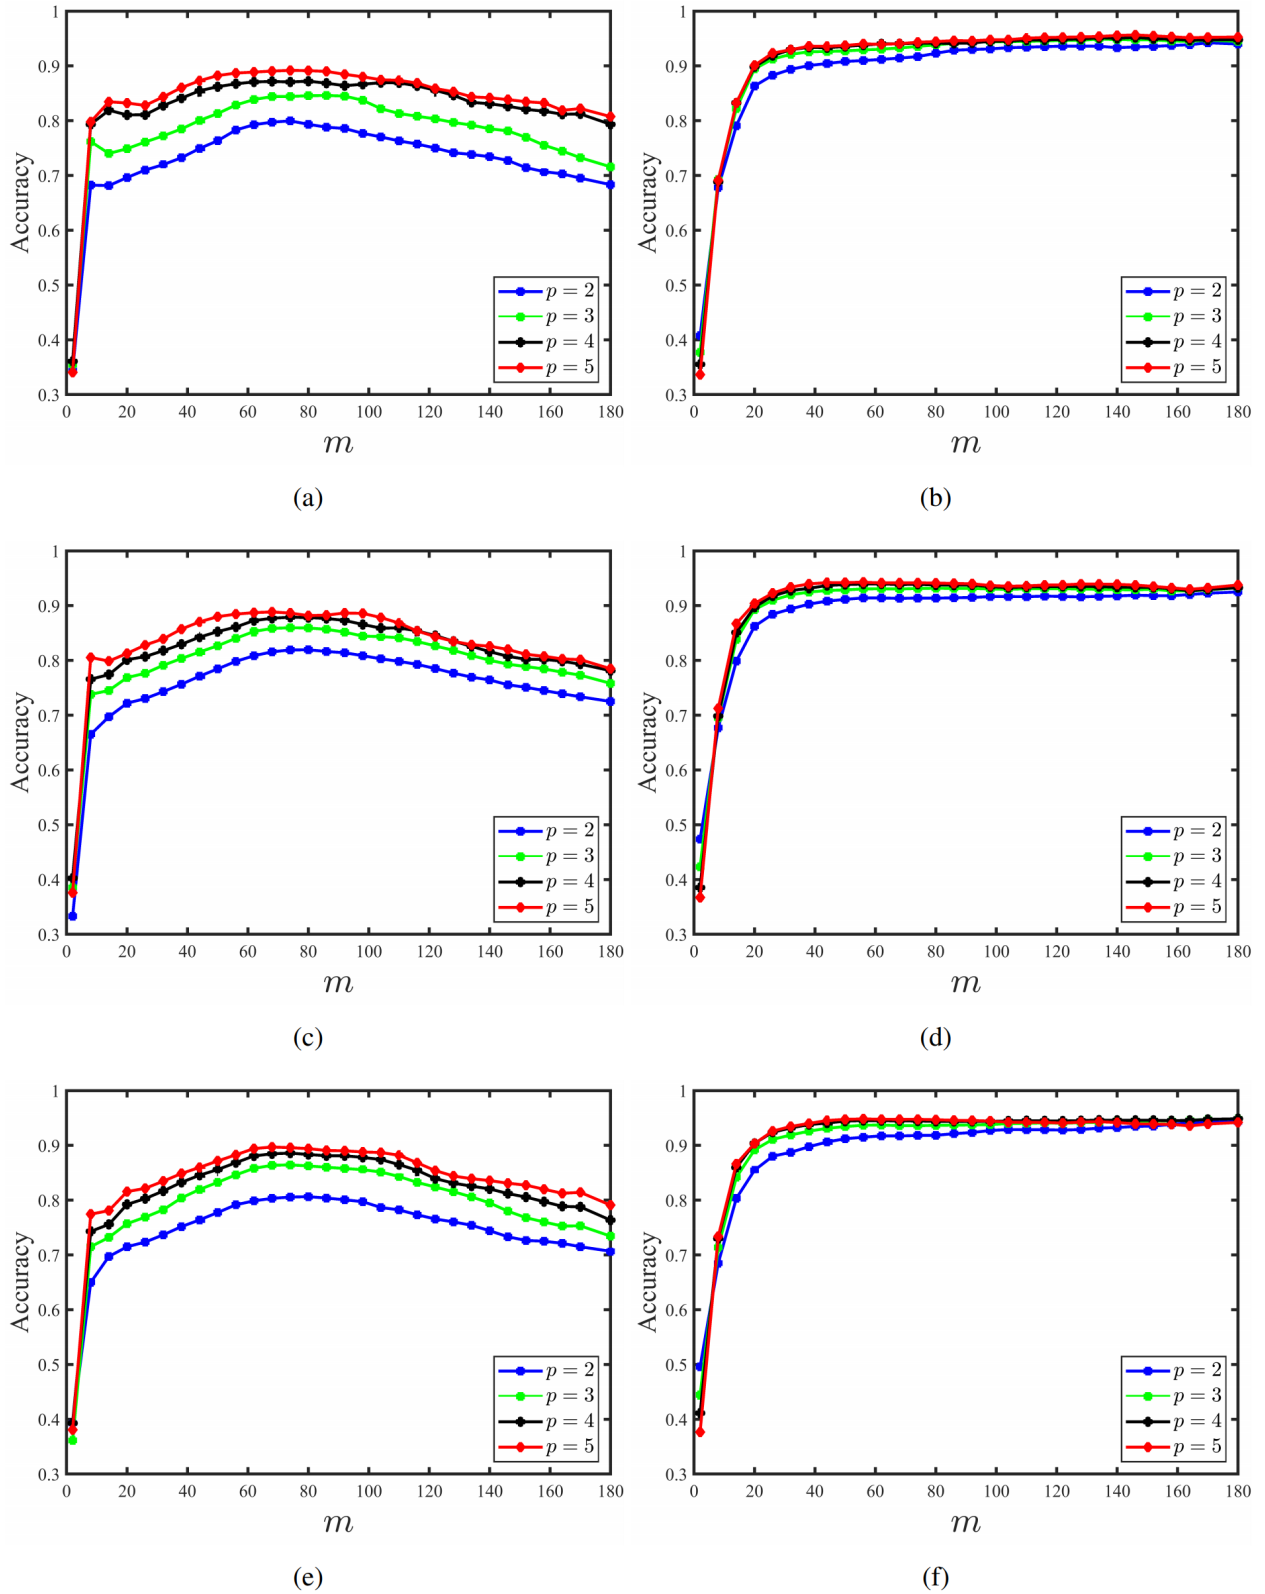 1
0.9
0.8
0.7
0.6
0.5
0.4
0.3
Accuracy
0 20 40 60 80 100 120 140 160 180
m
p = 2
p = 3
p = 4
p = 5
(a)
1
0.9
0.8
0.7
0.6
0.5
0.4
0.3
Accuracy
0 20 40 60 80 100 120 140 160 180
m
p = 2
p = 3
p = 4
p = 5
(b)
1
0.9
0.8
0.7
0.6
0.5
0.4
0.3
Accuracy
0 20 40 60 80 100 120 140 160 180
m
p = 2
p = 3
p = 4
p = 5
(c)
1
0.9
0.8
0.7
0.6
0.5
0.4
0.3
Accuracy
0 20 40 60 80 100 120 140 160 180
m
p = 2
p = 3
p = 4
p = 5
(d)
1
0.9
0.8
0.7
0.6
0.5
0.4
0.3
Accuracy
0 20 40 60 80 100 120 140 160 180
m
p = 2
p = 3
p = 4
p = 5
(e)
1
0.9
0.8
0.7
0.6
0.5
0.4
0.3
Accuracy
0 20 40 60 80 100 120 140 160 180
m
p = 2
p = 3
p = 4
p = 5
(f)